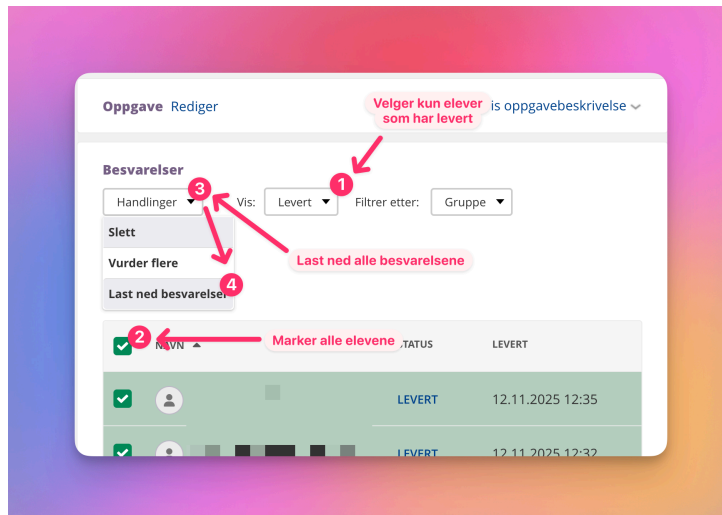 Oppgave Rediger
Velger kun elever
som har levert
is oppgavebeskrivelse
Besvarelser
1
3
Handlinger Vis: Levert Filtrer etter: Gruppe
Slett
Vurder flere
Last ned alle besvarelsene
4
Last ned besvarelser
2
NAVN
Marker alle elevene
TATUS
LEVERT
LEVERT 12.11.2025 12:35
LEVERT 12.11.2025 12:32